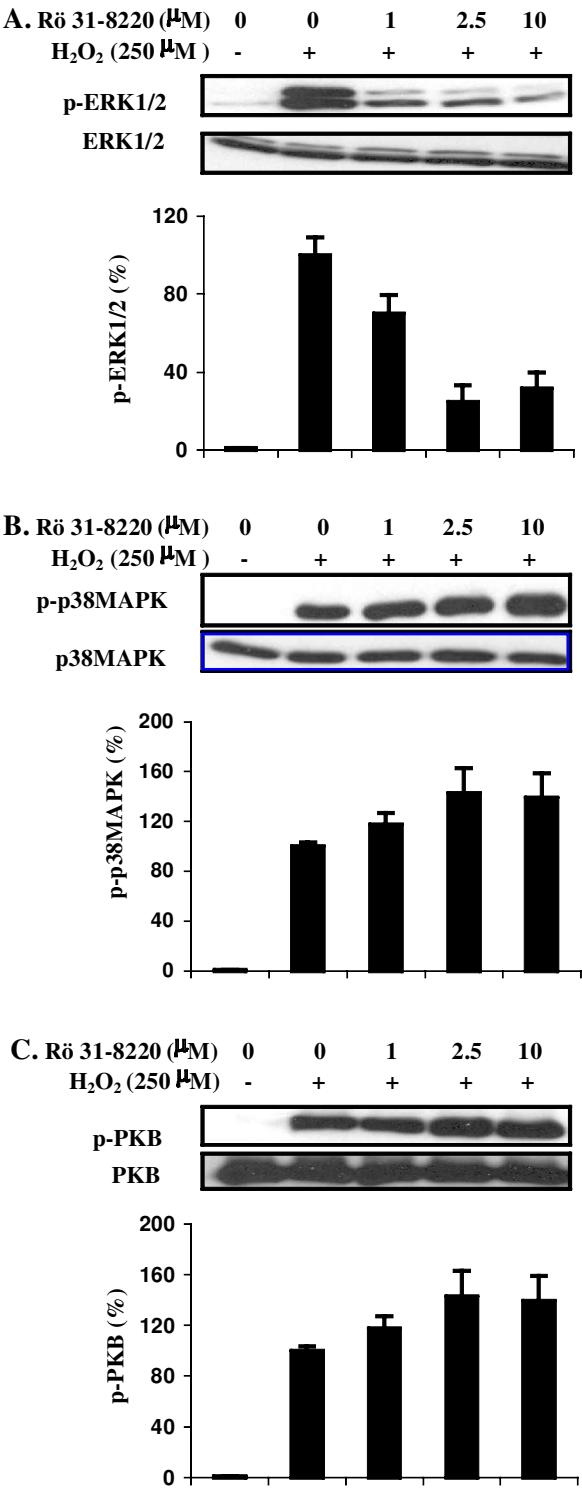 A. Rö 31-8220 (μM) 0 0 1 2.5 10
H₂O₂ (250 μM ) - + + + +
p-ERK1/2
ERK1/2
120
80
40
0
p-ERK1/2 (%)
B. Rö 31-8220 (μM) 0 0 1 2.5 10
H₂O₂ (250 μM ) - + + + +
p-p38MAPK
p38MAPK
200
160
120
80
40
0
p-p38MAPK (%)
C. Rö 31-8220 (μM) 0 0 1 2.5 10
H₂O₂ (250 μM) - + + + +
p-PKB
PKB
200
160
120
80
40
0
p-PKB (%)